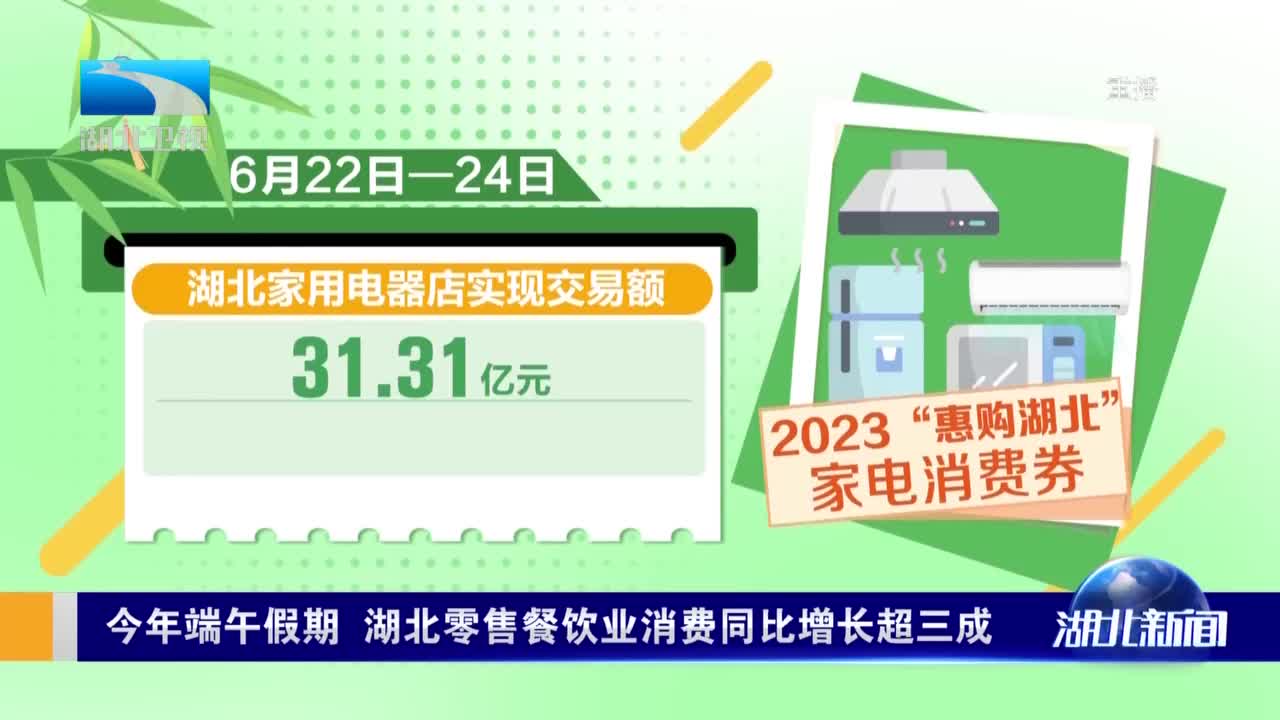 湖北卫视
重播
6月22日—24日
湖北家用电器店实现交易额
31.31亿元
2023“惠购湖北”
家电消费券
今年端午假期 湖北零售餐饮业消费同比增长超三成
湖北新闻